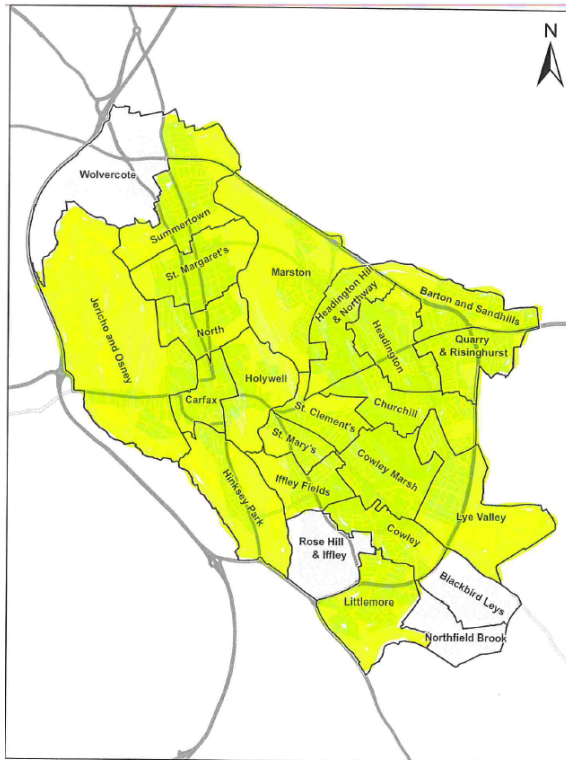 N
Wolvercote
Summertown
St. Margaret's
Marston
Headington Hill
& Northway
Barton and Sandhills
Jericho and Osney
North
Headington
Quarry
& Risinghurst
Holywell
Carfax
St. Clement's
Churchill
St. Mary's
Cowley Marsh
Hinksey Park
Iffley Fields
Lye Valley
Cowley
Rose Hill
& Iffley
Blackbird Leys
Littlemore
Northfield Brook